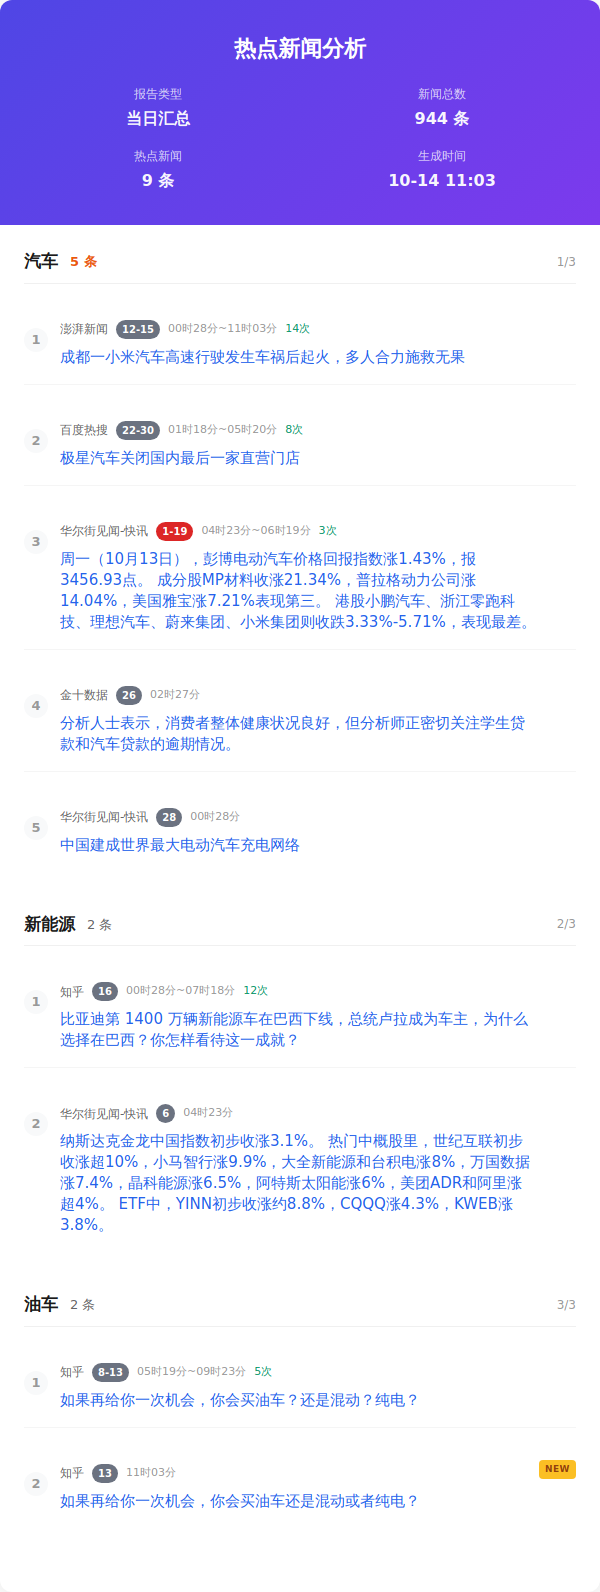 热点新闻分析
报告类型
新闻总数
当日汇总
944 条
热点新闻
生成时间
9 条
10-14 11:03
汽车 5 条 1/3
1 澎湃新闻 12-15 00时28分~11时03分 14次
成都一小米汽车高速行驶发生车祸后起火，多人合力施救无果
2 百度热搜 22-30 01时18分~05时20分 8次
极星汽车关闭国内最后一家直营门店
3 华尔街见闻-快讯 1-19 04时23分~06时19分 3次
周一（10月13日），彭博电动汽车价格回报指数涨1.43%，报
3456.93点。 成分股MP材料收涨21.34%，普拉格动力公司涨
14.04%，美国雅宝涨7.21%表现第三。 港股小鹏汽车、浙江零跑科
技、理想汽车、蔚来集团、小米集团则收跌3.33%-5.71%，表现最差。
4 金十数据 26 02时27分
分析人士表示，消费者整体健康状况良好，但分析师正密切关注学生贷
款和汽车贷款的逾期情况。
5 华尔街见闻-快讯 28 00时28分
中国建成世界最大电动汽车充电网络
新能源 2 条 2/3
1 知乎 16 00时28分~07时18分 12次
比亚迪第 1400 万辆新能源车在巴西下线，总统卢拉成为车主，为什么
选择在巴西？你怎样看待这一成就？
2 华尔街见闻-快讯 6 04时23分
纳斯达克金龙中国指数初步收涨3.1%。 热门中概股里，世纪互联初步
收涨超10%，小马智行涨9.9%，大全新能源和台积电涨8%，万国数据
涨7.4%，晶科能源涨6.5%，阿特斯太阳能涨6%，美团ADR和阿里涨
超4%。 ETF中，YINN初步收涨约8.8%，CQQQ涨4.3%，KWEB涨
3.8%。
油车 2 条 3/3
1 知乎 8-13 05时19分~09时23分 5次
如果再给你一次机会，你会买油车？还是混动？纯电？
2 知乎 13 11时03分 NEW
如果再给你一次机会，你会买油车还是混动或者纯电？